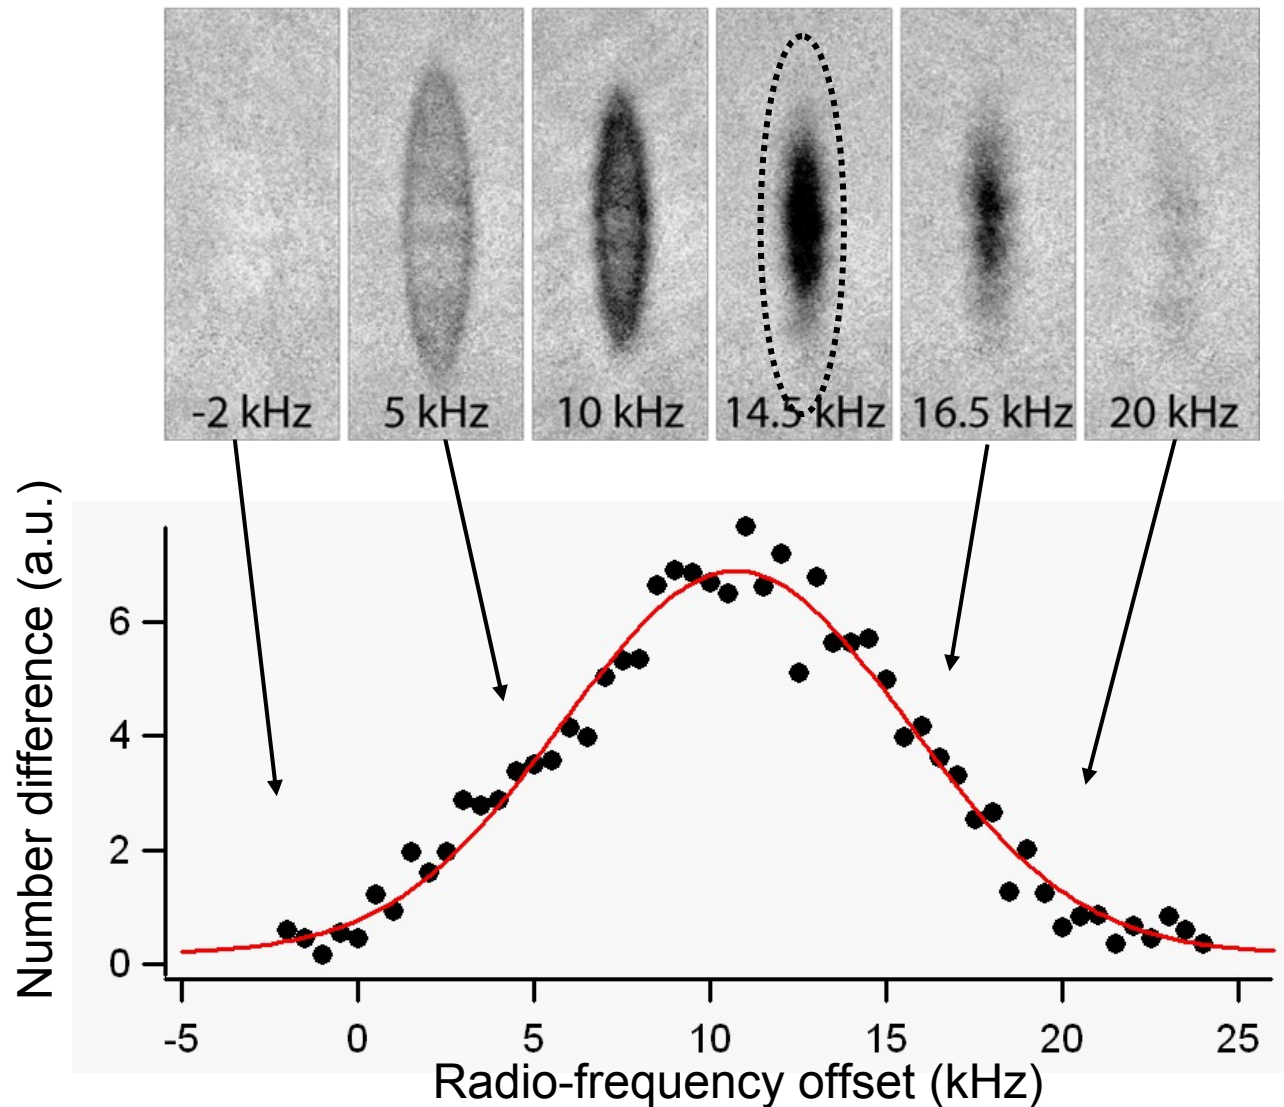 -2 kHz
5 kHz
10 kHz
14.5 kHz
16.5 kHz
20 kHz
Number difference (a.u.)
6
4
2
0
-5 0 5 10 15 20 25
Radio-frequency offset (kHz)